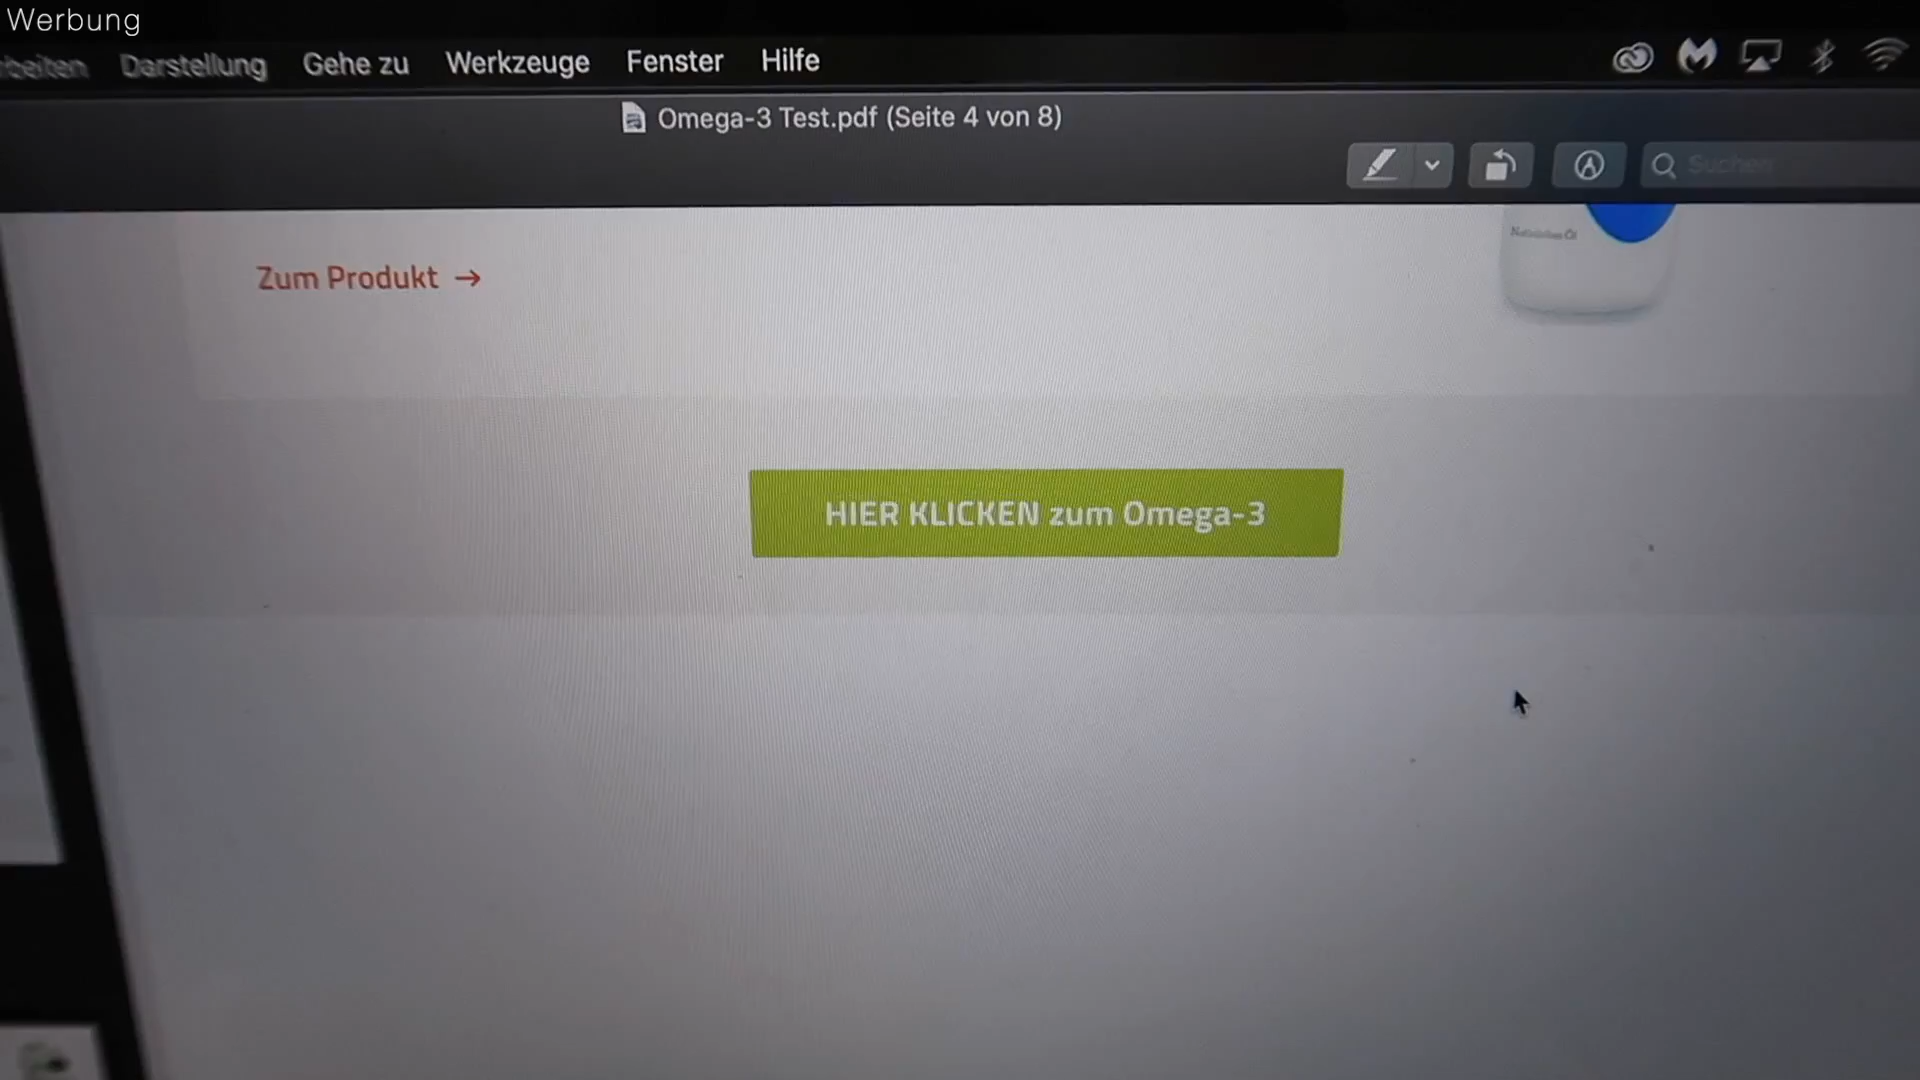 Werbung
Darstellung Gehe zu Werkzeuge Fenster Hilfe
Omega-3 Test.pdf (Seite 4 von 8)
Suchen
Zum Produkt →
HIER KLICKEN zum Omega-3